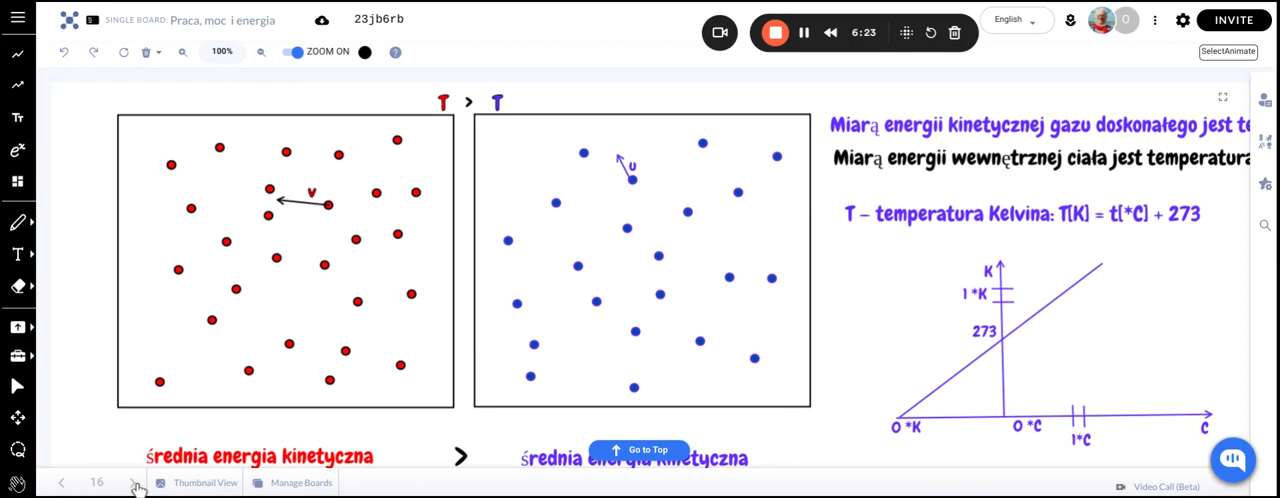 SINGLE BOARD: Praca, moc i energia
23jb6rb
6:23
English
O
INVITE
100%
ZOOM ON
SelectAnimate
T > T
Miarą energii kinetycznej gazu doskonałego jest te
Miarą energii wewnętrznej ciała jest temperatura
v
u
T – temperatura Kelvina: T[K] = t[*C] + 273
K
1 *K
273
0 *K
0 *C
1*C
C
średnia energia kinetyczna > średnia energia kinetyczna
Go to Top
16
Thumbnail View
Manage Boards
Video Call (Beta)